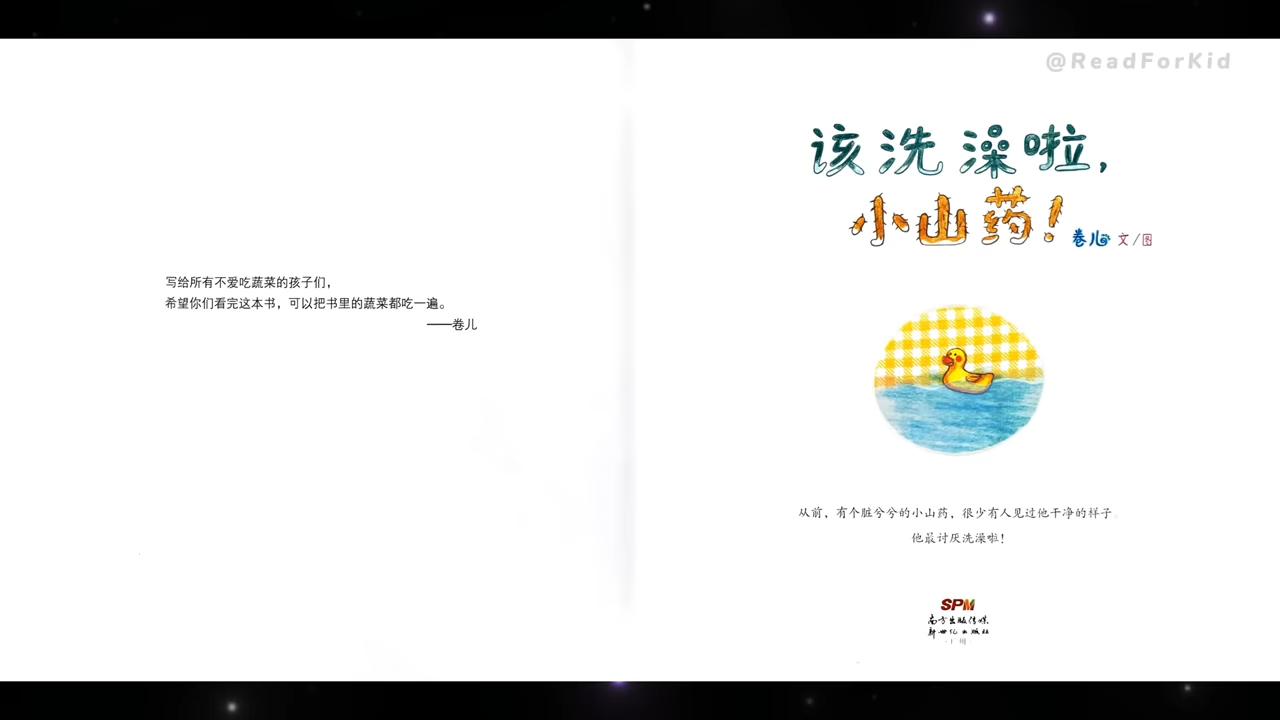 写给所有不爱吃蔬菜的孩子们，
希望你们看完这本书，可以把书里的蔬菜都吃一遍。
——卷儿
@ReadForKid
该洗澡啦，
小山药！
卷儿 文/图
从前，有个脏兮兮的小山药，很少有人见过他干净的样子。
他最讨厌洗澡啦！
SPM
南方出版传媒
新世纪出版社
·广州·